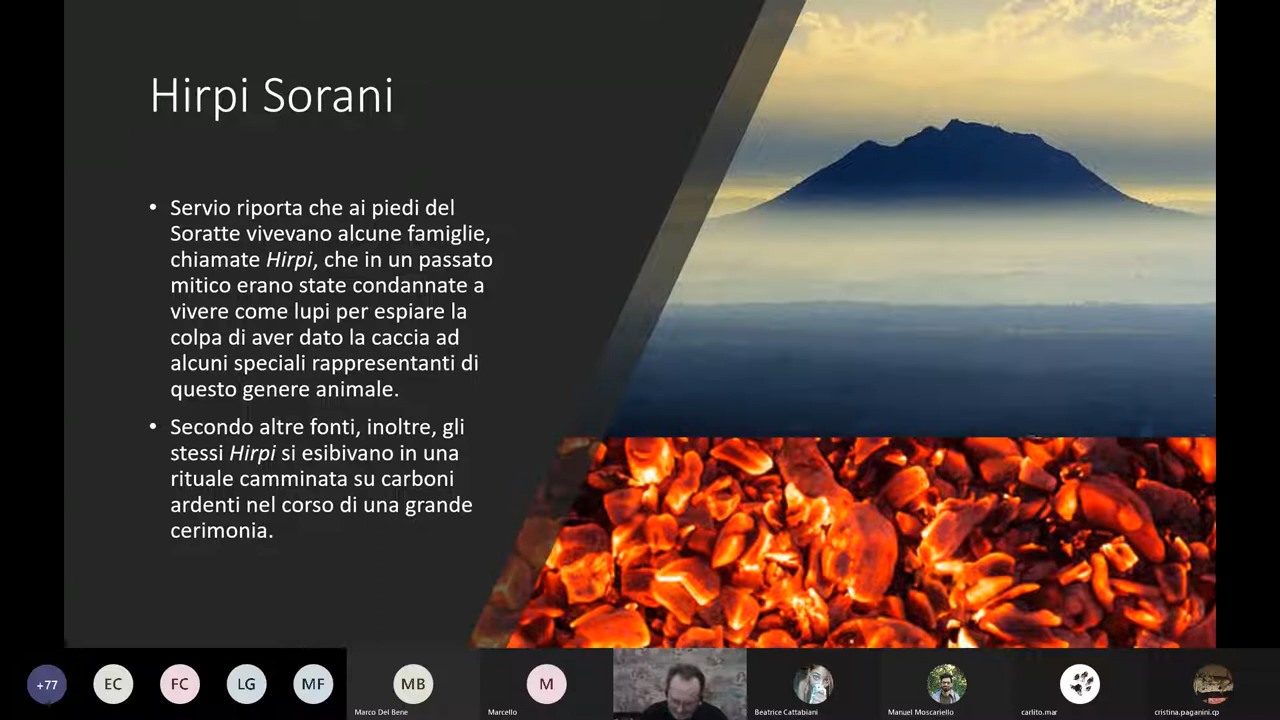 Hirpi Sorani
• Servio riporta che ai piedi del
Soratte vivevano alcune famiglie,
chiamate Hirpi, che in un passato
mitico erano state condannate a
vivere come lupi per espiare la
colpa di aver dato la caccia ad
alcuni speciali rappresentanti di
questo genere animale.
• Secondo altre fonti, inoltre, gli
stessi Hirpi si esibivano in una
rituale camminata su carboni
ardenti nel corso di una grande
cerimonia.
+77
EC
FC
LG
MF
MB
M
Marco Del Bene
Marcello
Beatrice Cattabiani
Manuel Moscariello
carlito.mar
cristina.paganini.cp